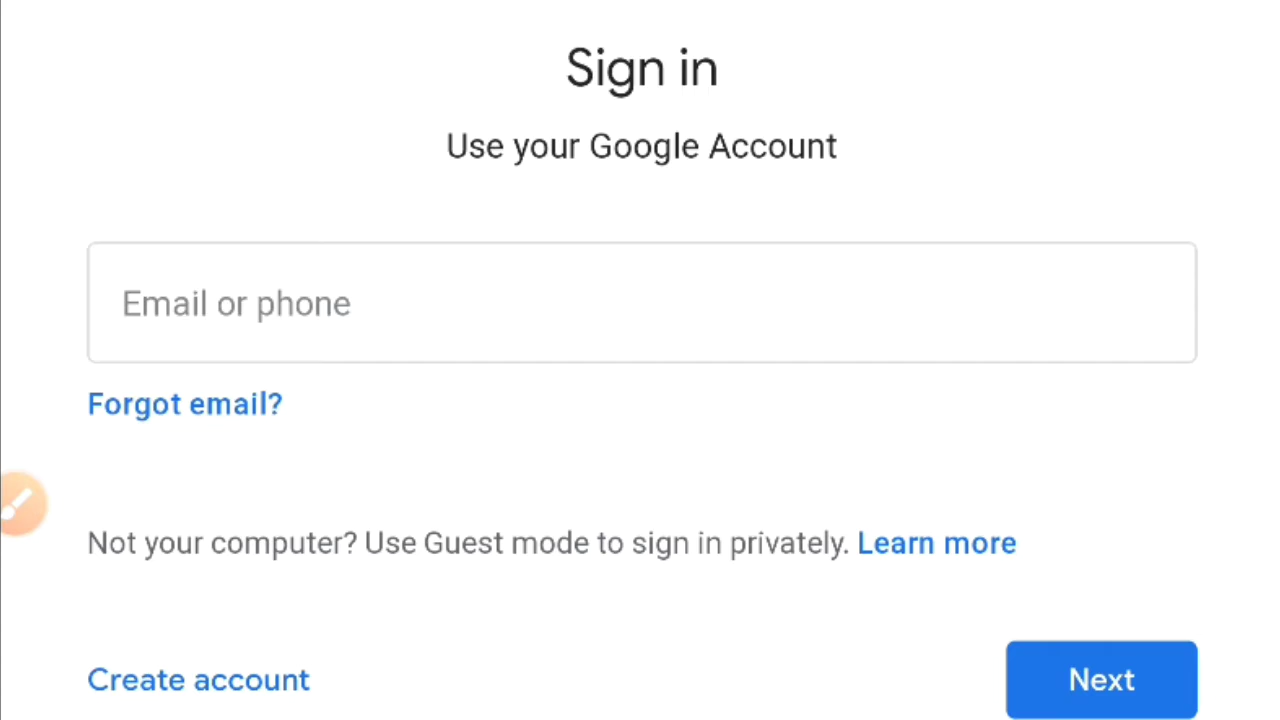 Sign in
Use your Google Account
Email or phone
Forgot email?
Not your computer? Use Guest mode to sign in privately. Learn more
Create account
Next